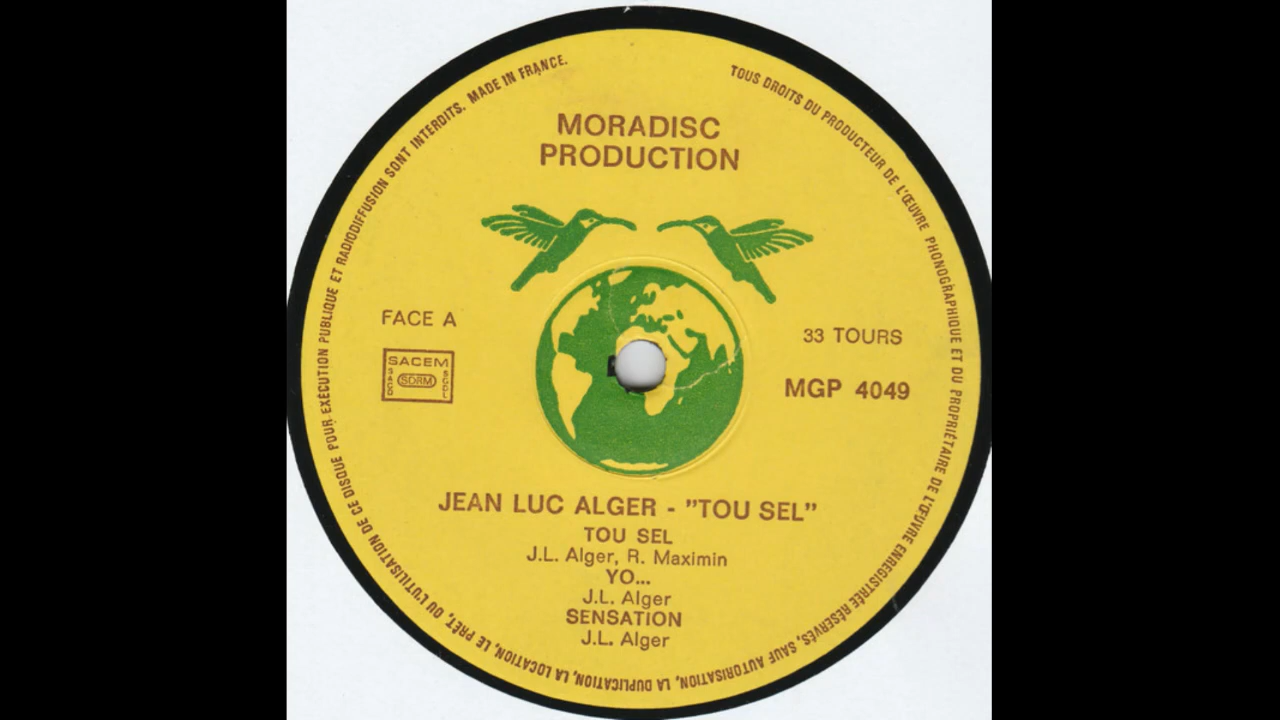 TOUS DROITS DU PRODUCTEUR DE L'ŒUVRE PHONOGRAPHIQUE ET DU PROPRIÉTAIRE DE L'ŒUVRE ENREGISTRÉE RÉSERVÉS, SAUF AUTORISATION, LA DUPLICATION, LA LOCATION, LE PRÊT, OU L'UTILISATION DE CE DISQUE POUR EXÉCUTION PUBLIQUE ET RADIODIFFUSION SONT INTERDITS. MADE IN FRANCE.
MORADISC
PRODUCTION
FACE A
SACEM
SACD
SDRM
SGDL
33 TOURS
MGP 4049
JEAN LUC ALGER - "TOU SEL"
TOU SEL
J.L. Alger, R. Maximin
YO...
J.L. Alger
SENSATION
J.L. Alger